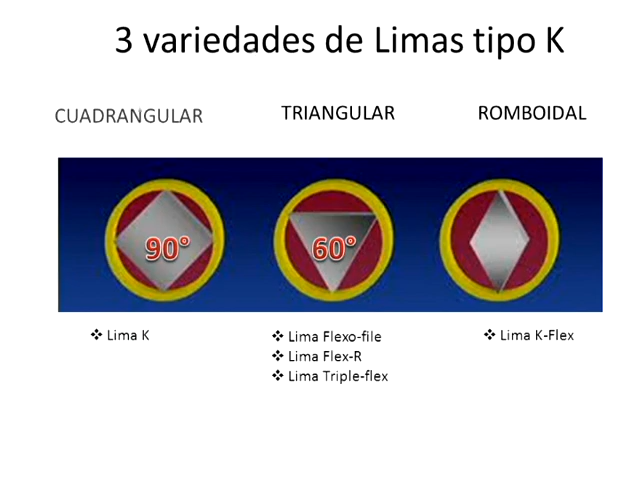 3 variedades de Limas tipo K
CUADRANGULAR
TRIANGULAR
ROMBOIDAL
90°
60°
❖ Lima K
❖ Lima Flexo-file
❖ Lima Flex-R
❖ Lima Triple-flex
❖ Lima K-Flex